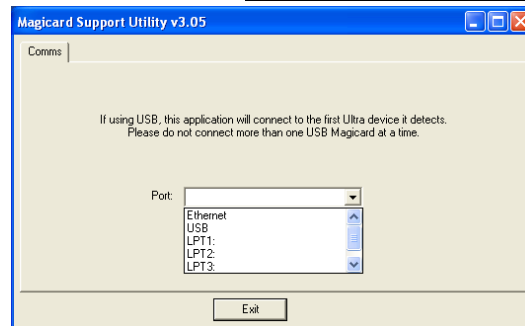 Magicard Support Utility v3.05
Comms
If using USB, this application will connect to the first Ultra device it detects.
Please do not connect more than one USB Magicard at a time.
Port:
Ethernet
USB
LPT1:
LPT2:
LPT3:
Exit